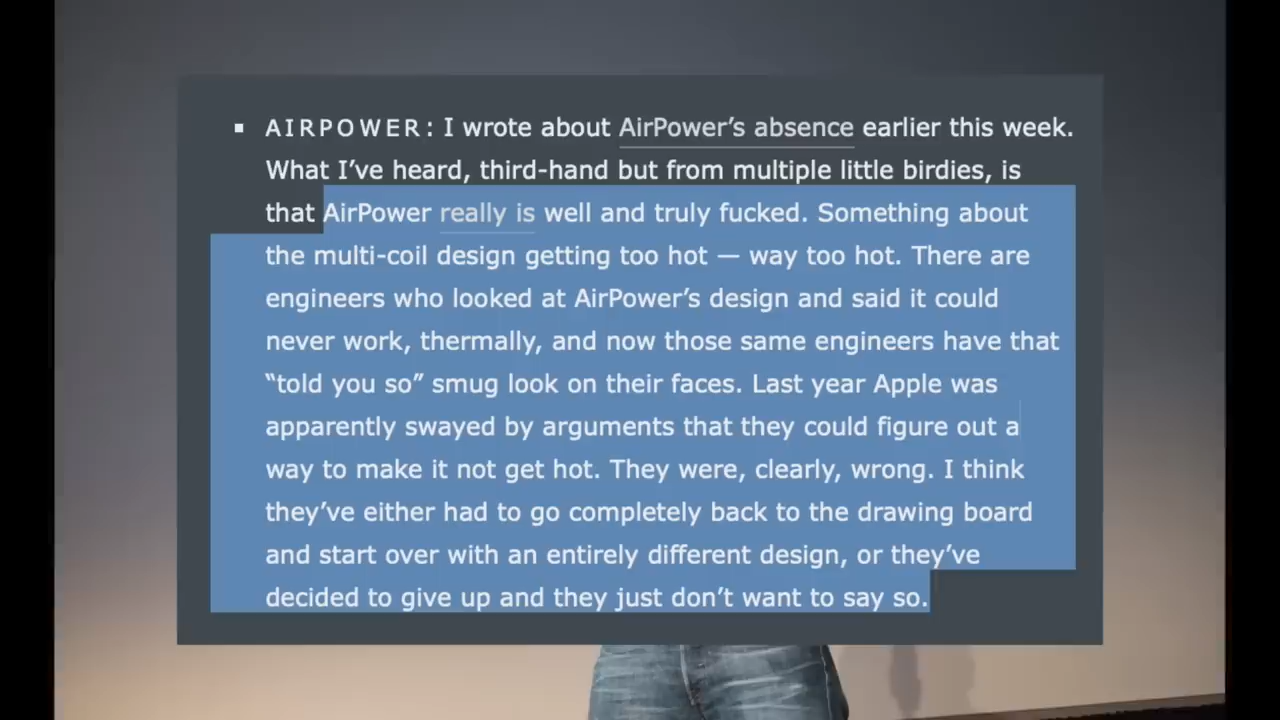 ▪ AIRPOWER: I wrote about AirPower’s absence earlier this week.
What I’ve heard, third-hand but from multiple little birdies, is
that AirPower really is well and truly fucked. Something about
the multi-coil design getting too hot — way too hot. There are
engineers who looked at AirPower’s design and said it could
never work, thermally, and now those same engineers have that
“told you so” smug look on their faces. Last year Apple was
apparently swayed by arguments that they could figure out a
way to make it not get hot. They were, clearly, wrong. I think
they’ve either had to go completely back to the drawing board
and start over with an entirely different design, or they’ve
decided to give up and they just don’t want to say so.